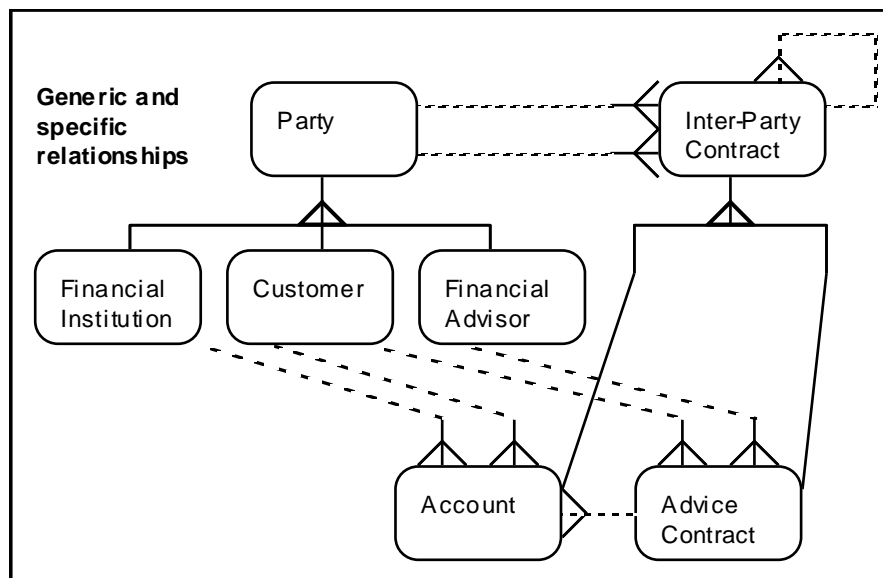 Generic and
specific
relationships
Party
Inter-Party
Contract
Financial
Institution
Customer
Financial
Advisor
Account
Advice
Contract